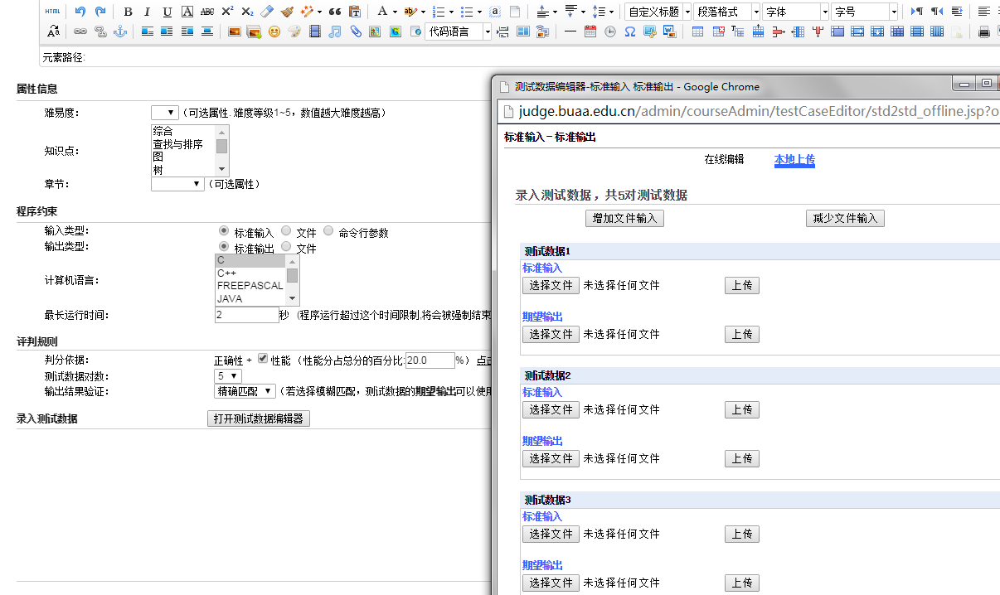 HTML B I U A ABC X² X₂ A ab 自定义标题 段落格式 字体 字号
代码语言
元素路径:
属性信息
难易度： （可选属性. 难度等级1~5，数值越大难度越高）
知识点： 综合
查找与排序
图
树
章节： （可选属性）
程序约束
输入类型： 标准输入 文件 命令行参数
输出类型： 标准输出 文件
计算机语言： C
C++
FREEPASCAL
JAVA
最长运行时间： 2 秒 (程序运行超过这个时间限制,将会被强制结束
评判规则
判分依据： 正确性 + 性能 （性能分占总分的百分比:20.0 %） 点击
测试数据对数： 5
输出结果验证： 精确匹配 （若选择模糊匹配，测试数据的期望输出可以使用
录入测试数据 打开测试数据编辑器
测试数据编辑器-标准输入 标准输出 - Google Chrome
judge.buaa.edu.cn/admin/courseAdmin/testCaseEditor/std2std_offline.jsp?o
标准输入－标准输出
在线编辑 本地上传
录入测试数据，共5对测试数据
增加文件输入 减少文件输入
测试数据1
标准输入
选择文件 未选择任何文件 上传
期望输出
选择文件 未选择任何文件 上传
测试数据2
标准输入
选择文件 未选择任何文件 上传
期望输出
选择文件 未选择任何文件 上传
测试数据3
标准输入
选择文件 未选择任何文件 上传
期望输出
选择文件 未选择任何文件 上传